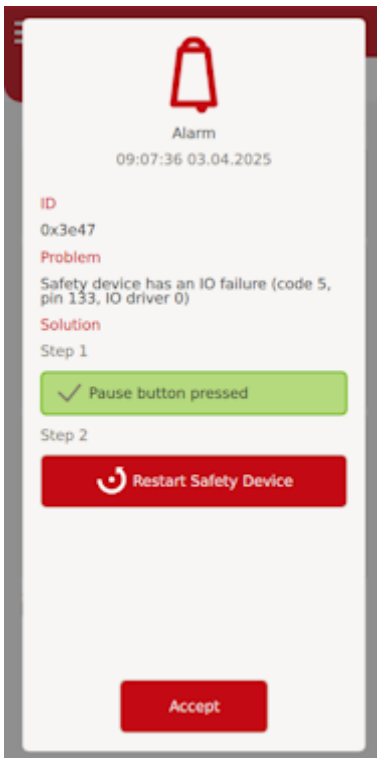 Alarm
09:07:36 03.04.2025
ID
0x3e47
Problem
Safety device has an IO failure (code 5,
pin 133, IO driver 0)
Solution
Step 1
Pause button pressed
Step 2
Restart Safety Device
Accept